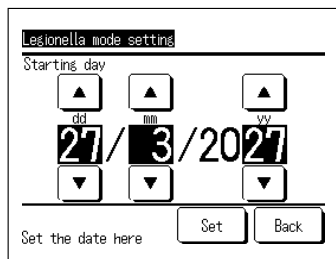 Legionella mode setting
Starting day
dd mm yy
27/ 3/2027
Set the date here
Set Back